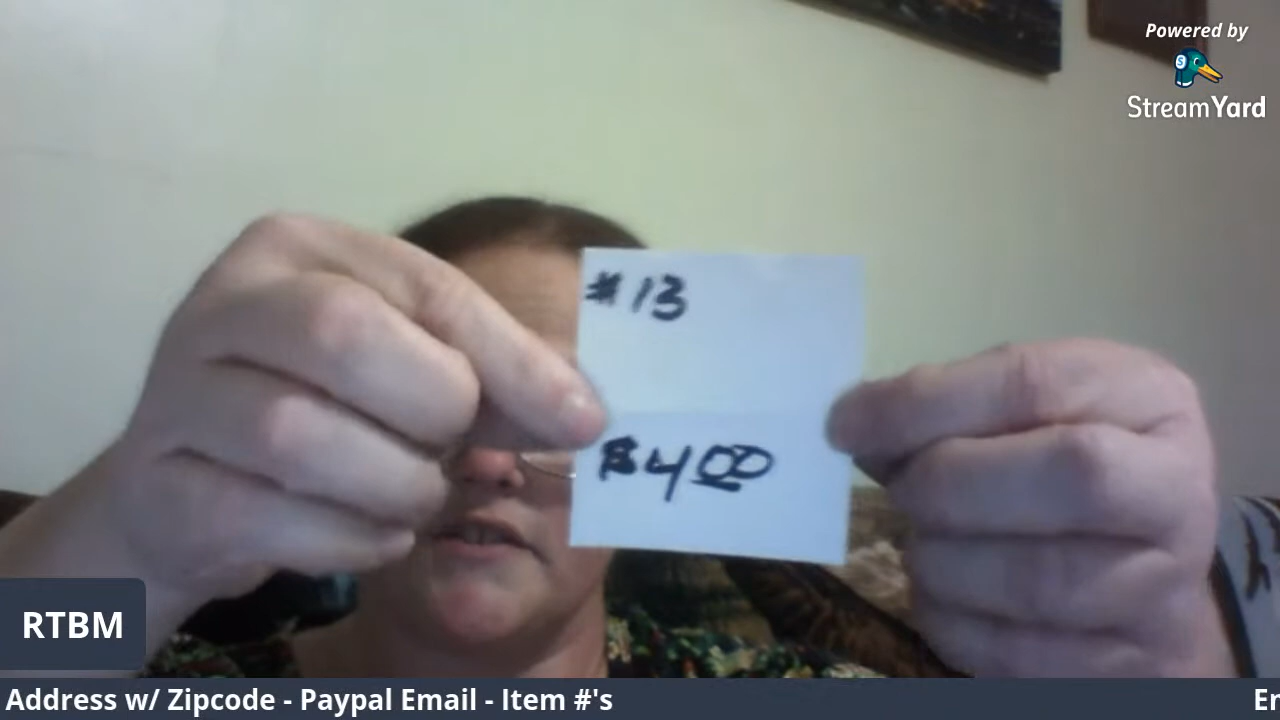 Powered by
StreamYard
#13
$4.00
RTBM
Address w/ Zipcode - Paypal Email - Item #'s